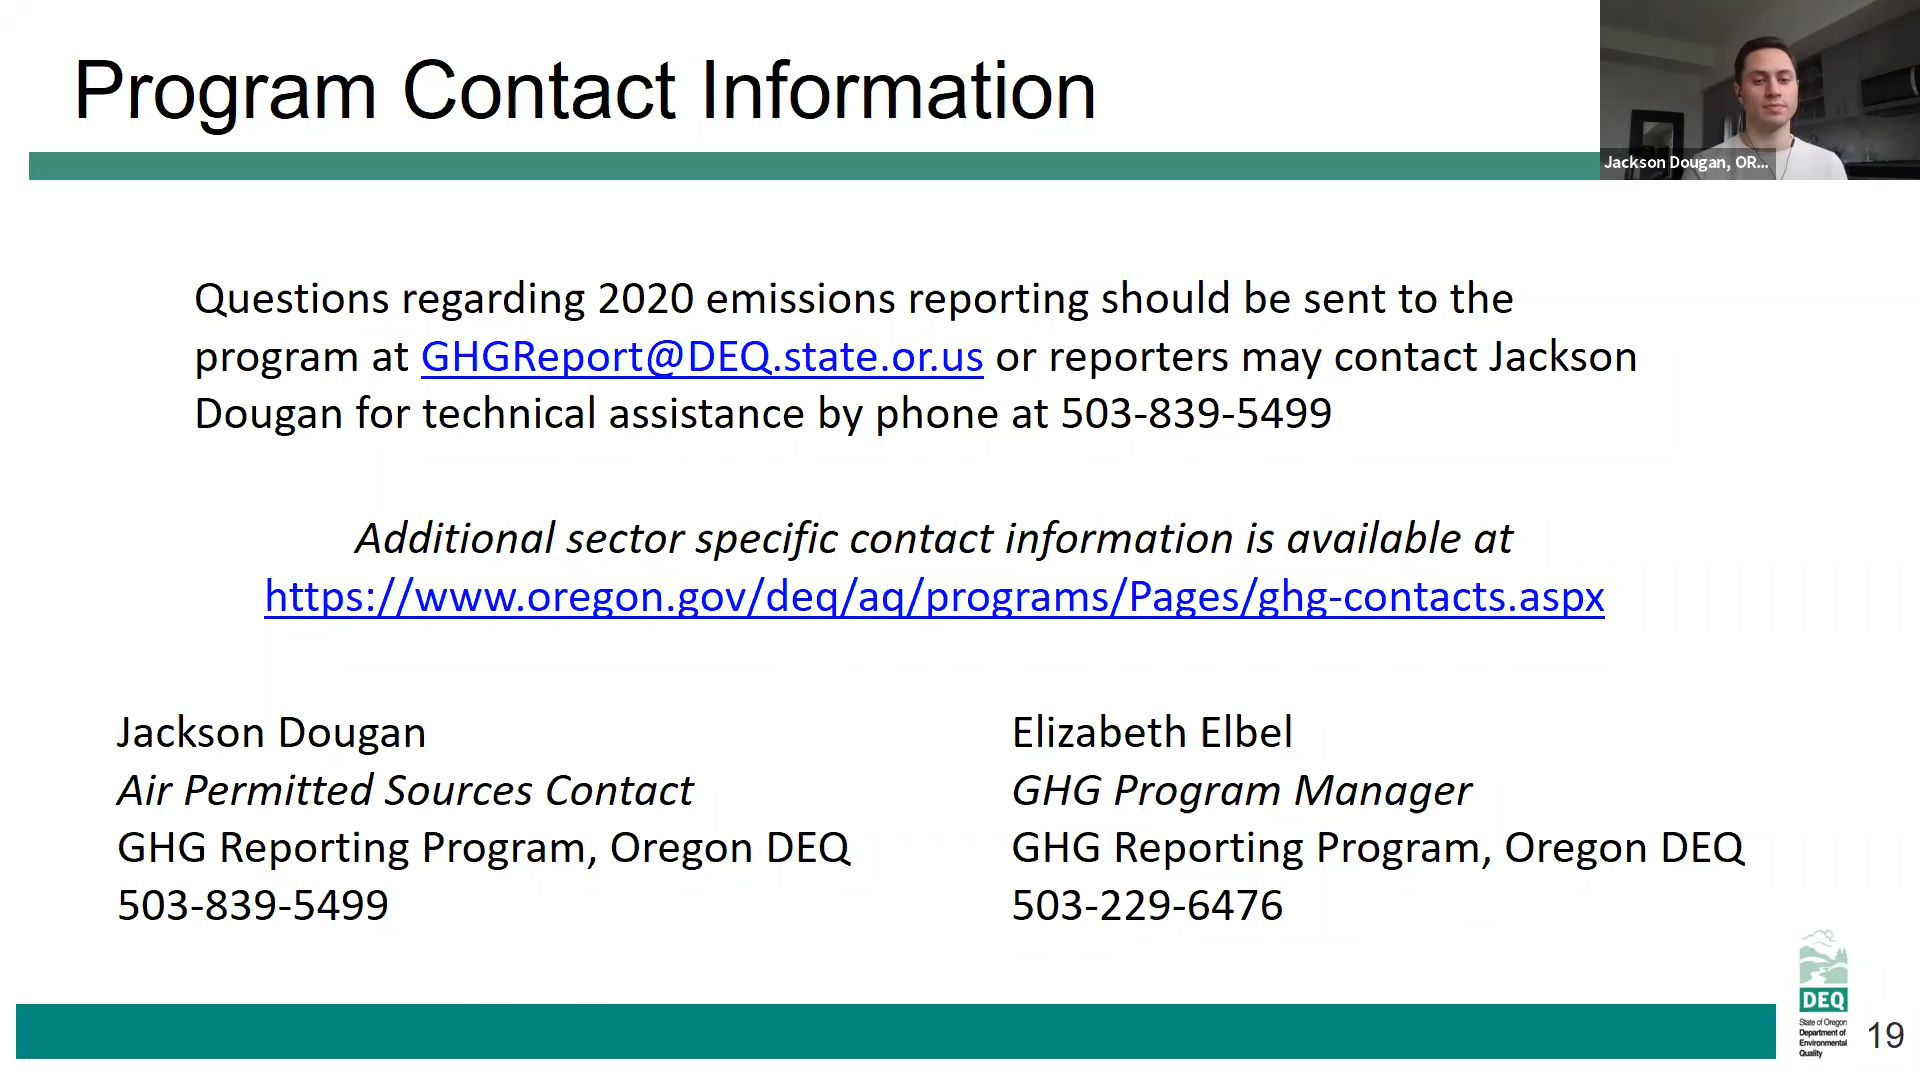 Program Contact Information
Jackson Dougan, OR...
Questions regarding 2020 emissions reporting should be sent to the
program at GHGReport@DEQ.state.or.us or reporters may contact Jackson
Dougan for technical assistance by phone at 503-839-5499
Additional sector specific contact information is available at
https://www.oregon.gov/deq/aq/programs/Pages/ghg-contacts.aspx
Jackson Dougan
Air Permitted Sources Contact
GHG Reporting Program, Oregon DEQ
503-839-5499
Elizabeth Elbel
GHG Program Manager
GHG Reporting Program, Oregon DEQ
503-229-6476
DEQ
State of Oregon
Department of
Environmental
Quality
19